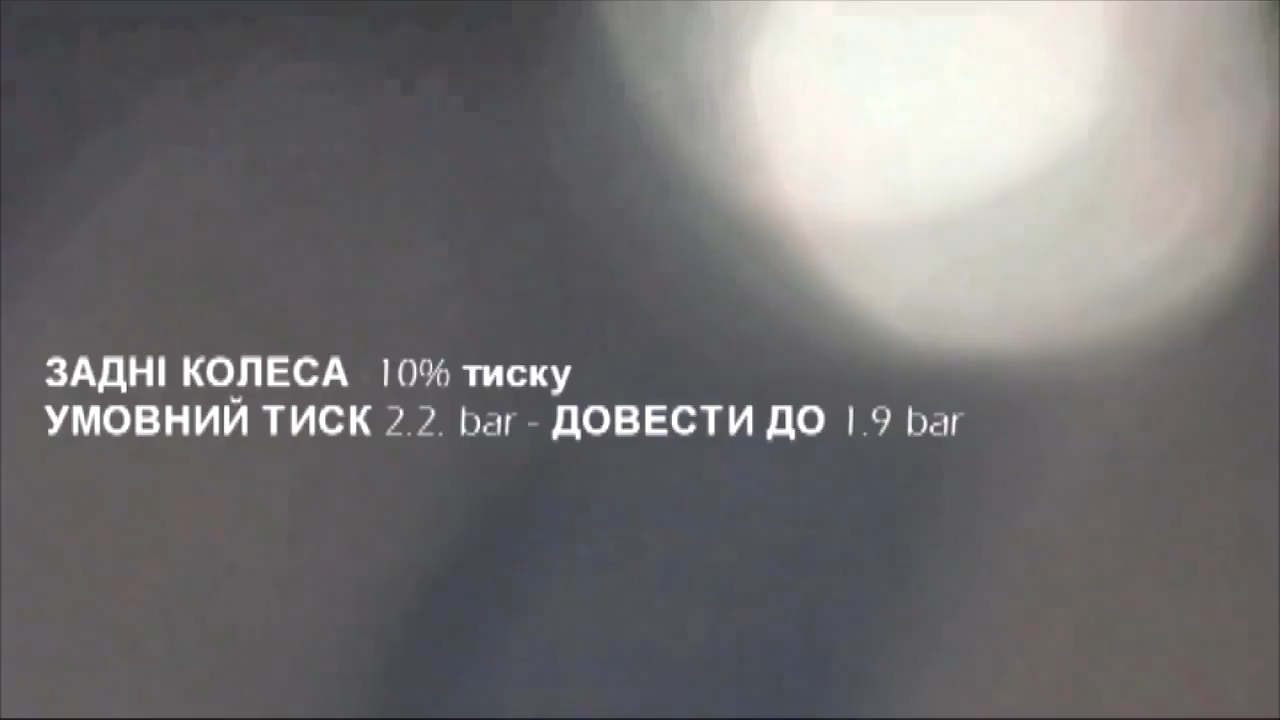 ЗАДНІ КОЛЕСА 10% тиску
УМОВНИЙ ТИСК 2.2. bar - ДОВЕСТИ ДО 1.9 bar